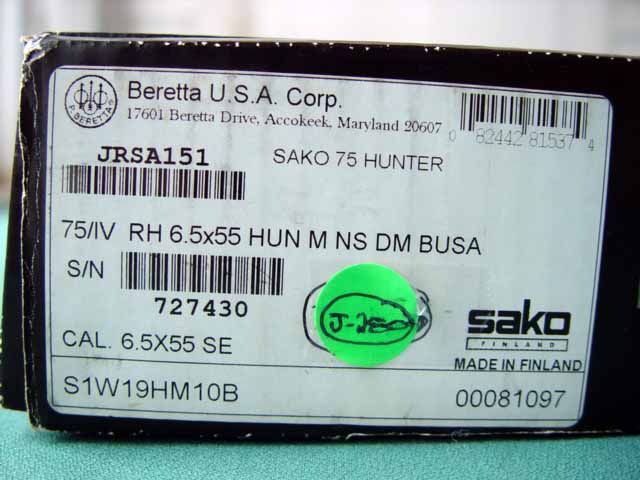 P. BERETTA
Beretta U.S.A. Corp.
17601 Beretta Drive, Accokeek, Maryland 20607
0 82442 81537 4
JRSA151
SAKO 75 HUNTER
75/IV RH 6.5x55 HUN M NS DM BUSA
S/N
727430
sako
FINLAND
CAL. 6.5X55 SE
MADE IN FINLAND
S1W19HM10B
00081097